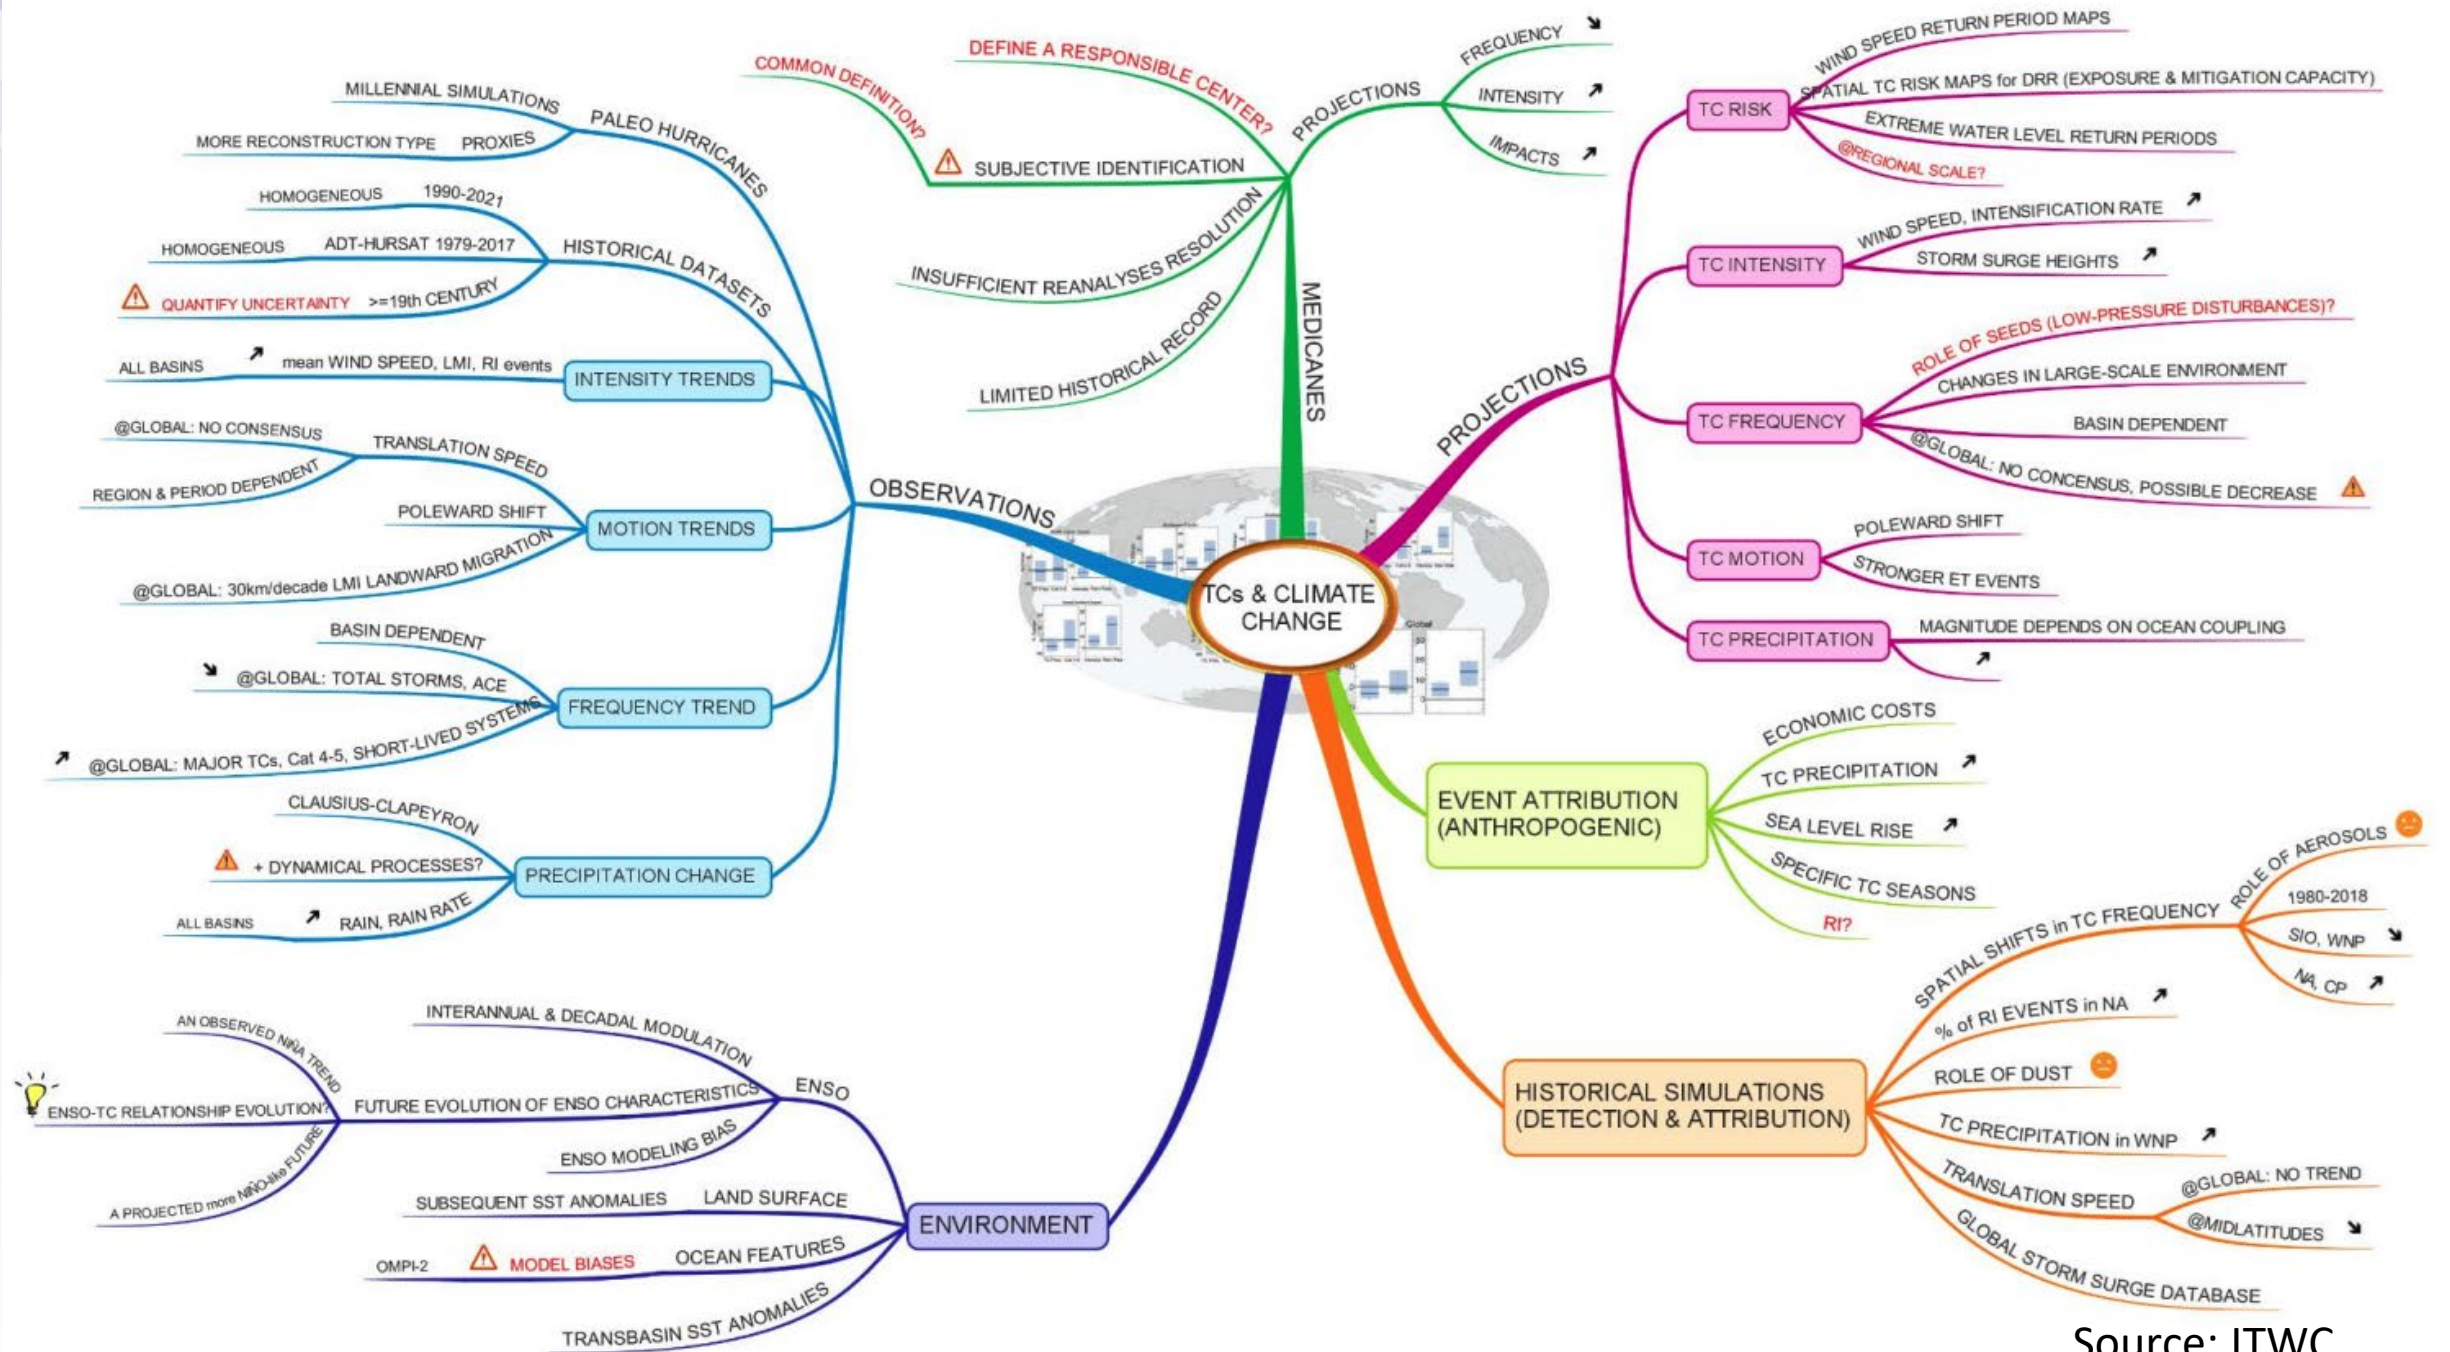 TCs & CLIMATE
CHANGE
OBSERVATIONS
PALEO HURRICANES
MILLENNIAL SIMULATIONS
MORE RECONSTRUCTION TYPE PROXIES
HISTORICAL DATASETS
HOMOGENEOUS 1990-2021
HOMOGENEOUS ADT-HURSAT 1979-2017
QUANTIFY UNCERTAINTY >=19th CENTURY
INTENSITY TRENDS
ALL BASINS mean WIND SPEED, LMI, RI events
MOTION TRENDS
TRANSLATION SPEED
@GLOBAL: NO CONSENSUS
REGION & PERIOD DEPENDENT
POLEWARD SHIFT
@GLOBAL: 30km/decade LMI LANDWARD MIGRATION
FREQUENCY TREND
BASIN DEPENDENT
@GLOBAL: TOTAL STORMS, ACE
@GLOBAL: MAJOR TCs, Cat 4-5, SHORT-LIVED SYSTEMS
PRECIPITATION CHANGE
CLAUSIUS-CLAPEYRON
+ DYNAMICAL PROCESSES?
ALL BASINS RAIN, RAIN RATE
MEDICANES
COMMON DEFINITION?
DEFINE A RESPONSIBLE CENTER?
SUBJECTIVE IDENTIFICATION
INSUFFICIENT REANALYSES RESOLUTION
LIMITED HISTORICAL RECORD
PROJECTIONS
FREQUENCY
INTENSITY
IMPACTS
PROJECTIONS
TC RISK
WIND SPEED RETURN PERIOD MAPS
SPATIAL TC RISK MAPS for DRR (EXPOSURE & MITIGATION CAPACITY)
EXTREME WATER LEVEL RETURN PERIODS
@REGIONAL SCALE?
TC INTENSITY
WIND SPEED, INTENSIFICATION RATE
STORM SURGE HEIGHTS
TC FREQUENCY
ROLE OF SEEDS (LOW-PRESSURE DISTURBANCES)?
CHANGES IN LARGE-SCALE ENVIRONMENT
BASIN DEPENDENT
@GLOBAL: NO CONCENSUS, POSSIBLE DECREASE
TC MOTION
POLEWARD SHIFT
STRONGER ET EVENTS
TC PRECIPITATION
MAGNITUDE DEPENDS ON OCEAN COUPLING
Global
EVENT ATTRIBUTION
(ANTHROPOGENIC)
ECONOMIC COSTS
TC PRECIPITATION
SEA LEVEL RISE
SPECIFIC TC SEASONS
RI?
HISTORICAL SIMULATIONS
(DETECTION & ATTRIBUTION)
SPATIAL SHIFTS in TC FREQUENCY
ROLE OF AEROSOLS
1980-2018
SIO, WNP
NA, CP
% of RI EVENTS in NA
ROLE OF DUST
TC PRECIPITATION in WNP
TRANSLATION SPEED
@GLOBAL: NO TREND
@MIDLATITUDES
GLOBAL STORM SURGE DATABASE
ENVIRONMENT
ENSO
INTERANNUAL & DECADAL MODULATION
FUTURE EVOLUTION OF ENSO CHARACTERISTICS
AN OBSERVED NIÑA TREND
ENSO-TC RELATIONSHIP EVOLUTION?
A PROJECTED more NIÑO-like FUTURE
ENSO MODELING BIAS
SUBSEQUENT SST ANOMALIES LAND SURFACE
OMPI-2 MODEL BIASES OCEAN FEATURES
TRANSBASIN SST ANOMALIES
Source: JTWC